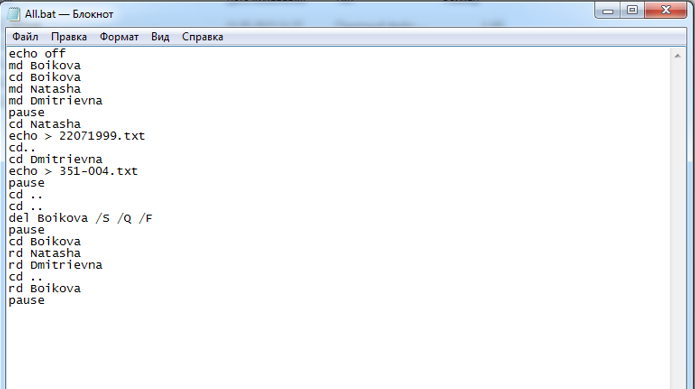 All.bat — Блокнот
Файл Правка Формат Вид Справка
echo off
md Boikova
cd Boikova
md Natasha
md Dmitrievna
pause
cd Natasha
echo > 22071999.txt
cd..
cd Dmitrievna
echo > 351-004.txt
pause
cd ..
cd ..
del Boikova /S /Q /F
pause
cd Boikova
rd Natasha
rd Dmitrievna
cd ..
rd Boikova
pause